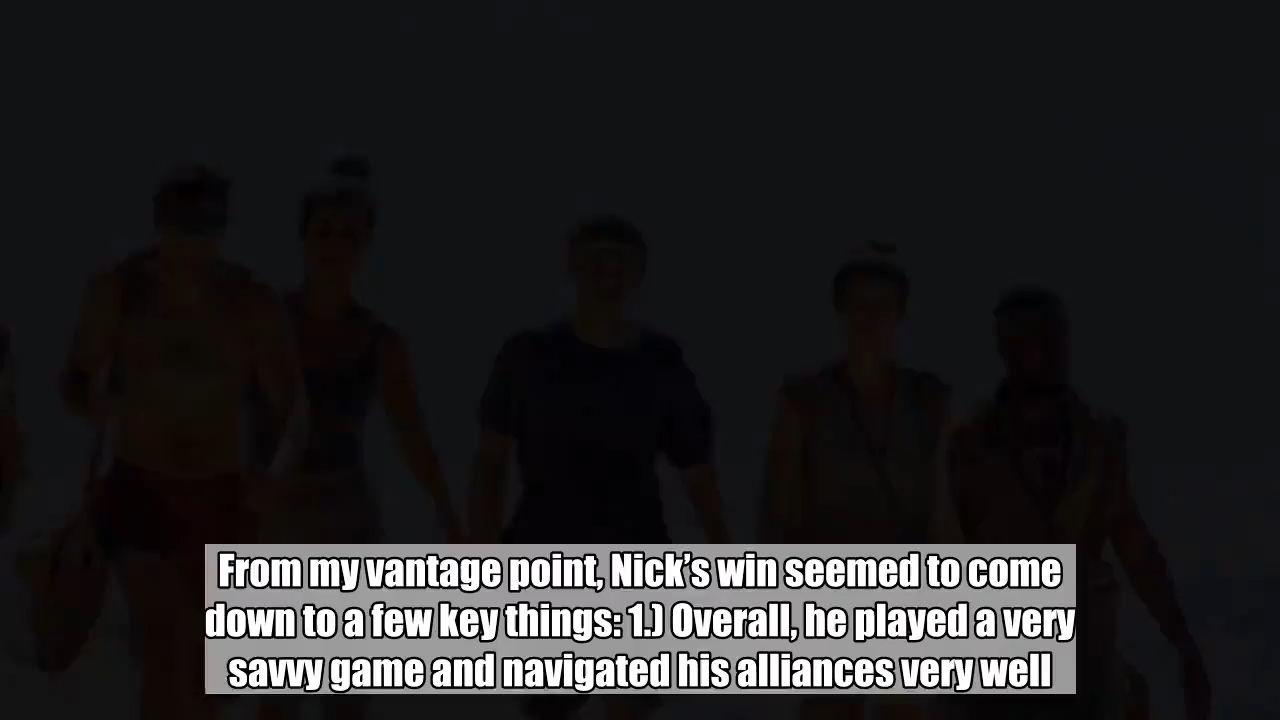 From my vantage point, Nick’s win seemed to come
down to a few key things: 1.) Overall, he played a very
savvy game and navigated his alliances very well